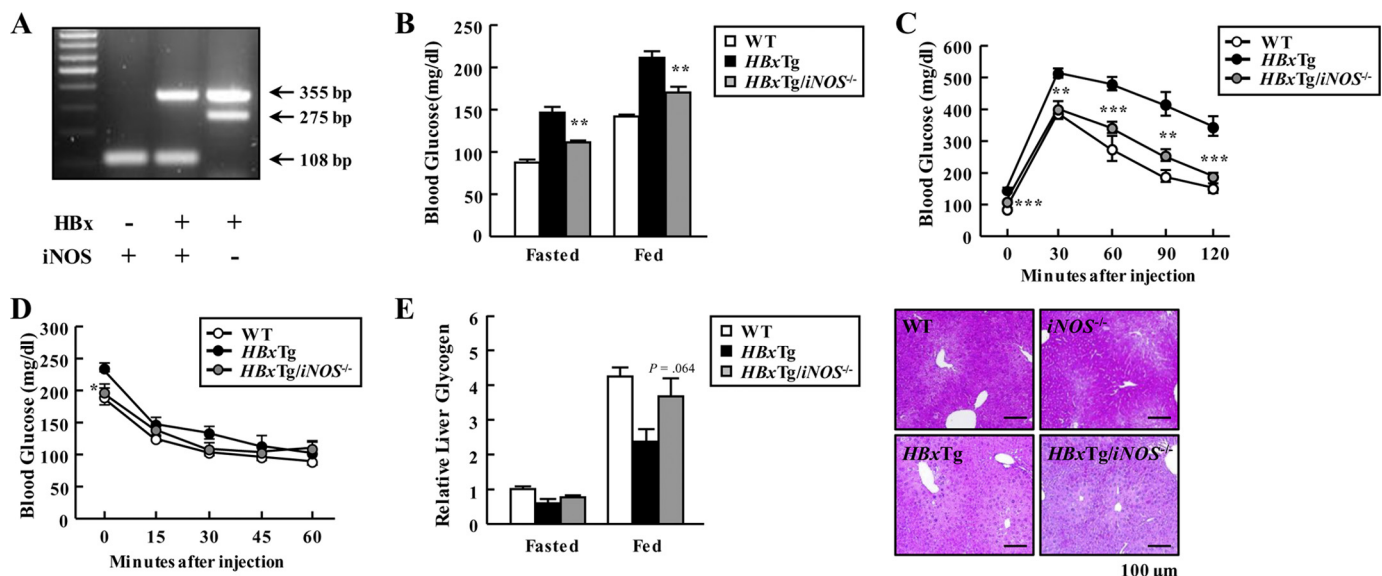 A
355 bp
275 bp
108 bp
HBx - + +
iNOS + + -
B
Blood Glucose (mg/dl)
250
200
150
100
50
0
**
**
Fasted Fed
WT
HBxTg
HBxTg/iNOS-/-
C
Blood Glucose (mg/dl)
600
500
400
300
200
100
0
***
**
***
**
***
0 30 60 90 120
Minutes after injection
WT
HBxTg
HBxTg/iNOS-/-
D
Blood Glucose (mg/dl)
300
250
200
150
100
50
0
*
0 15 30 45 60
Minutes after injection
WT
HBxTg
HBxTg/iNOS-/-
E
Relative Liver Glycogen
6
5
4
3
2
1
0
P = .064
Fasted Fed
WT
HBxTg
HBxTg/iNOS-/-
WT
iNOS-/-
HBxTg
HBxTg/iNOS-/-
100 μm